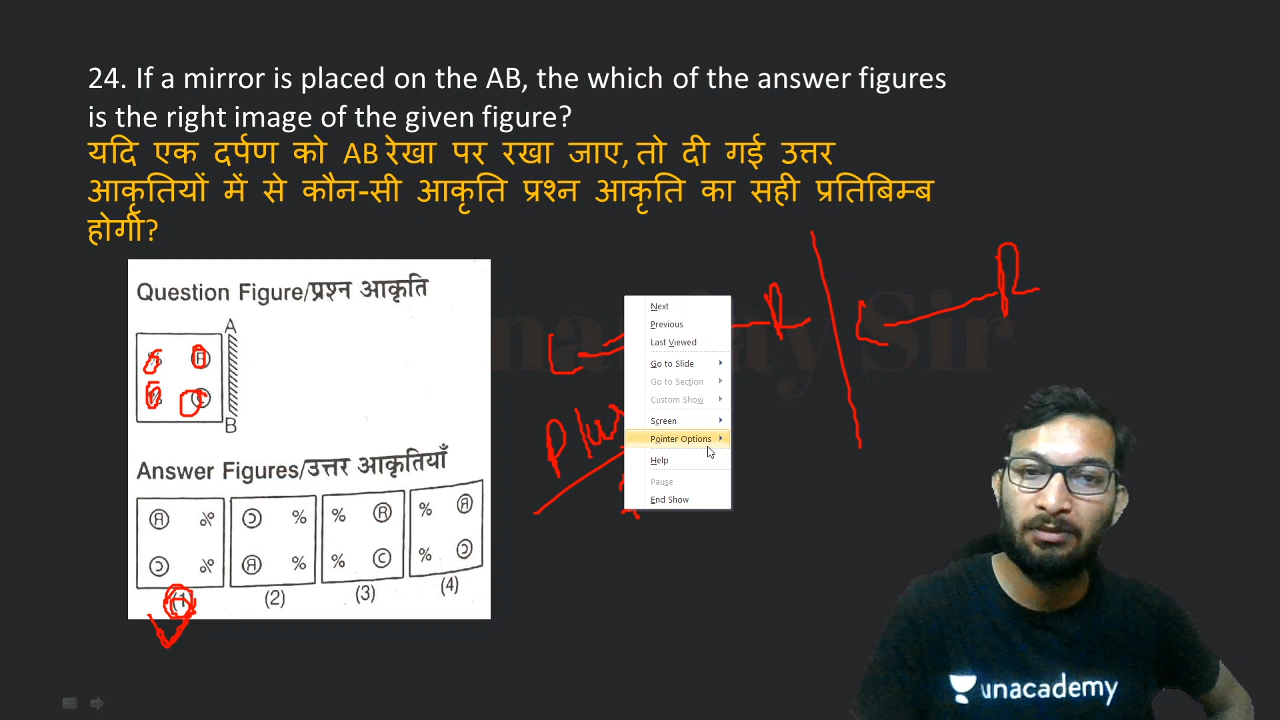 24. If a mirror is placed on the AB, the which of the answer figures
is the right image of the given figure?
यदि एक दर्पण को AB रेखा पर रखा जाए, तो दी गई उत्तर
आकृतियों में से कौन-सी आकृति प्रश्न आकृति का सही प्रतिबिम्ब
होगी?
Question Figure/प्रश्न आकृति
A
B
Answer Figures/उत्तर आकृतियाँ
(1
(2)
(3)
(4)
% Ⓡ
% Ⓒ
R
R
Next
Previous
Last Viewed
Go to Slide
Go to Section
Custom Show
Screen
Pointer Options
Help
Pause
End Show
unacademy